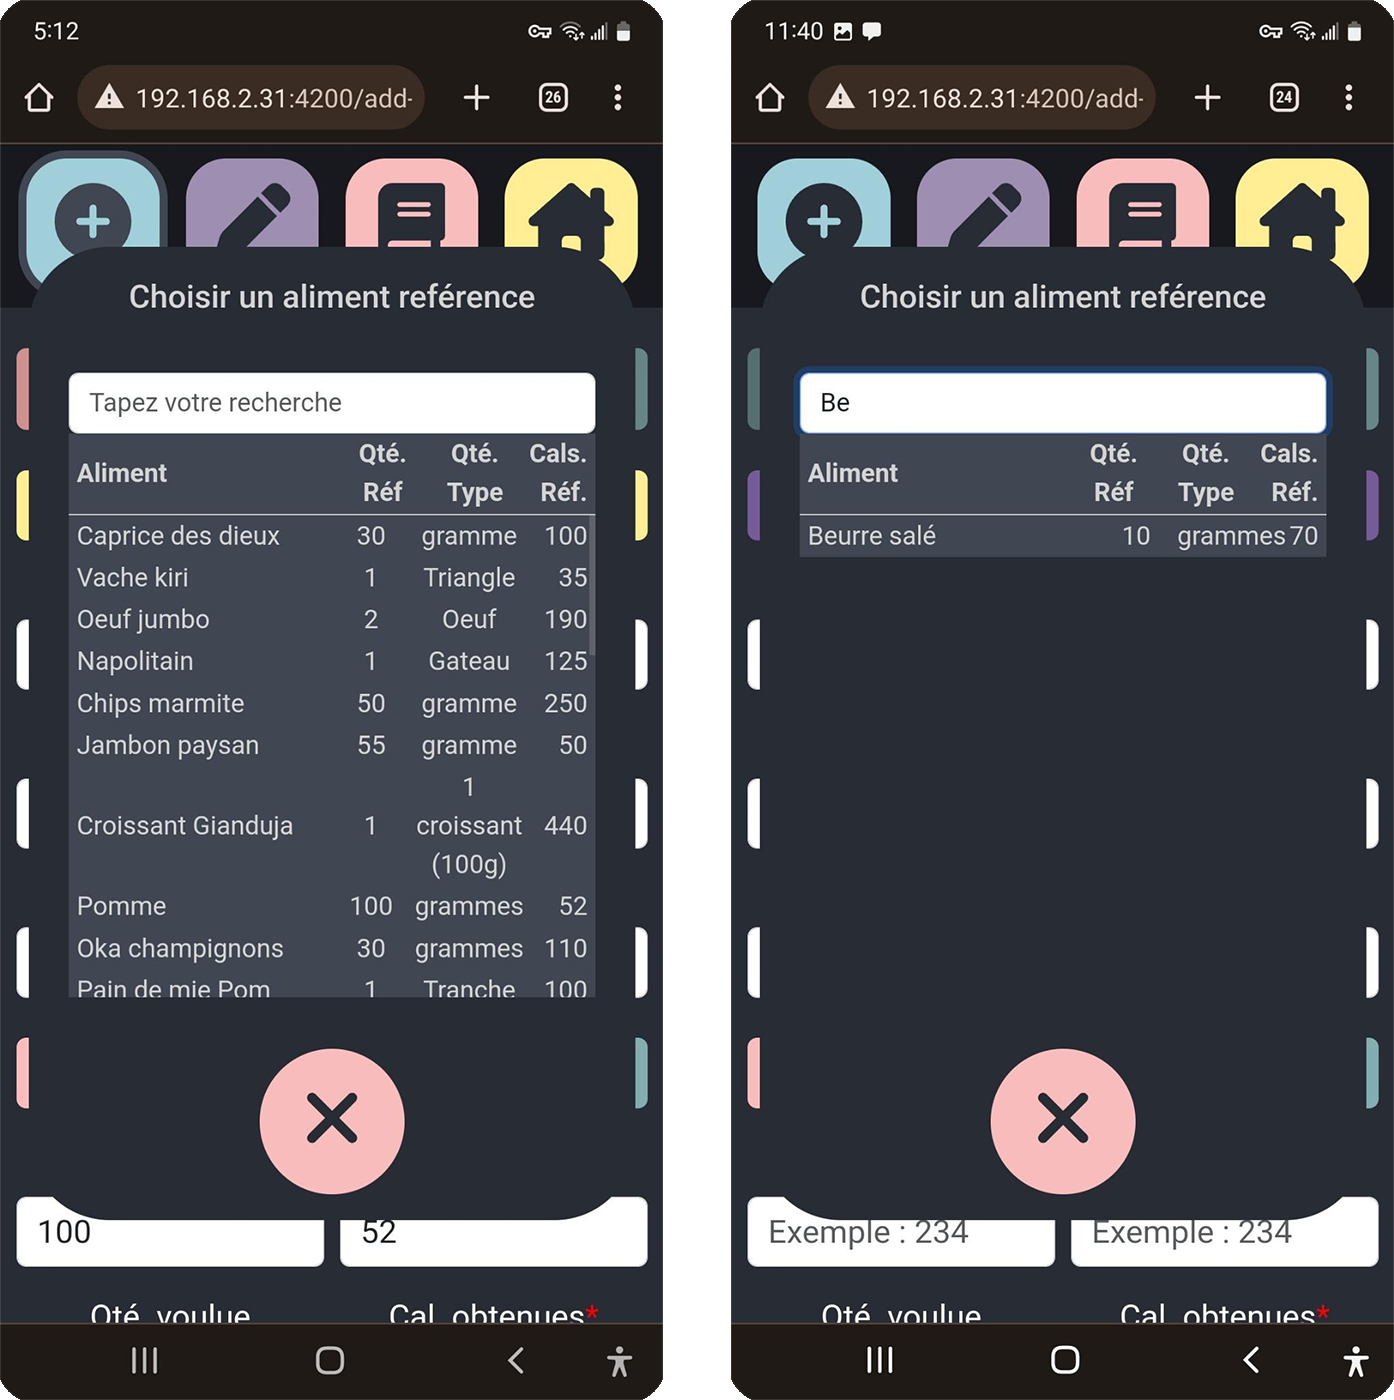 5:12
192.168.2.31:4200/add-
26
Choisir un aliment reférence
Tapez votre recherche
Aliment Qté. Réf Qté. Type Cals. Réf.
Caprice des dieux 30 gramme 100
Vache kiri 1 Triangle 35
Oeuf jumbo 2 Oeuf 190
Napolitain 1 Gateau 125
Chips marmite 50 gramme 250
Jambon paysan 55 gramme 50
Croissant Gianduja 1 1 croissant (100g) 440
Pomme 100 grammes 52
Oka champignons 30 grammes 110
Pain de mie Pom 1 Tranche 100
100 52
Qté. voulue Cal. obtenues*
11:40
192.168.2.31:4200/add-
24
Choisir un aliment reférence
Be
Aliment Qté. Réf Qté. Type Cals. Réf.
Beurre salé 10 grammes 70
Exemple : 234 Exemple : 234
Qté. voulue Cal. obtenues*